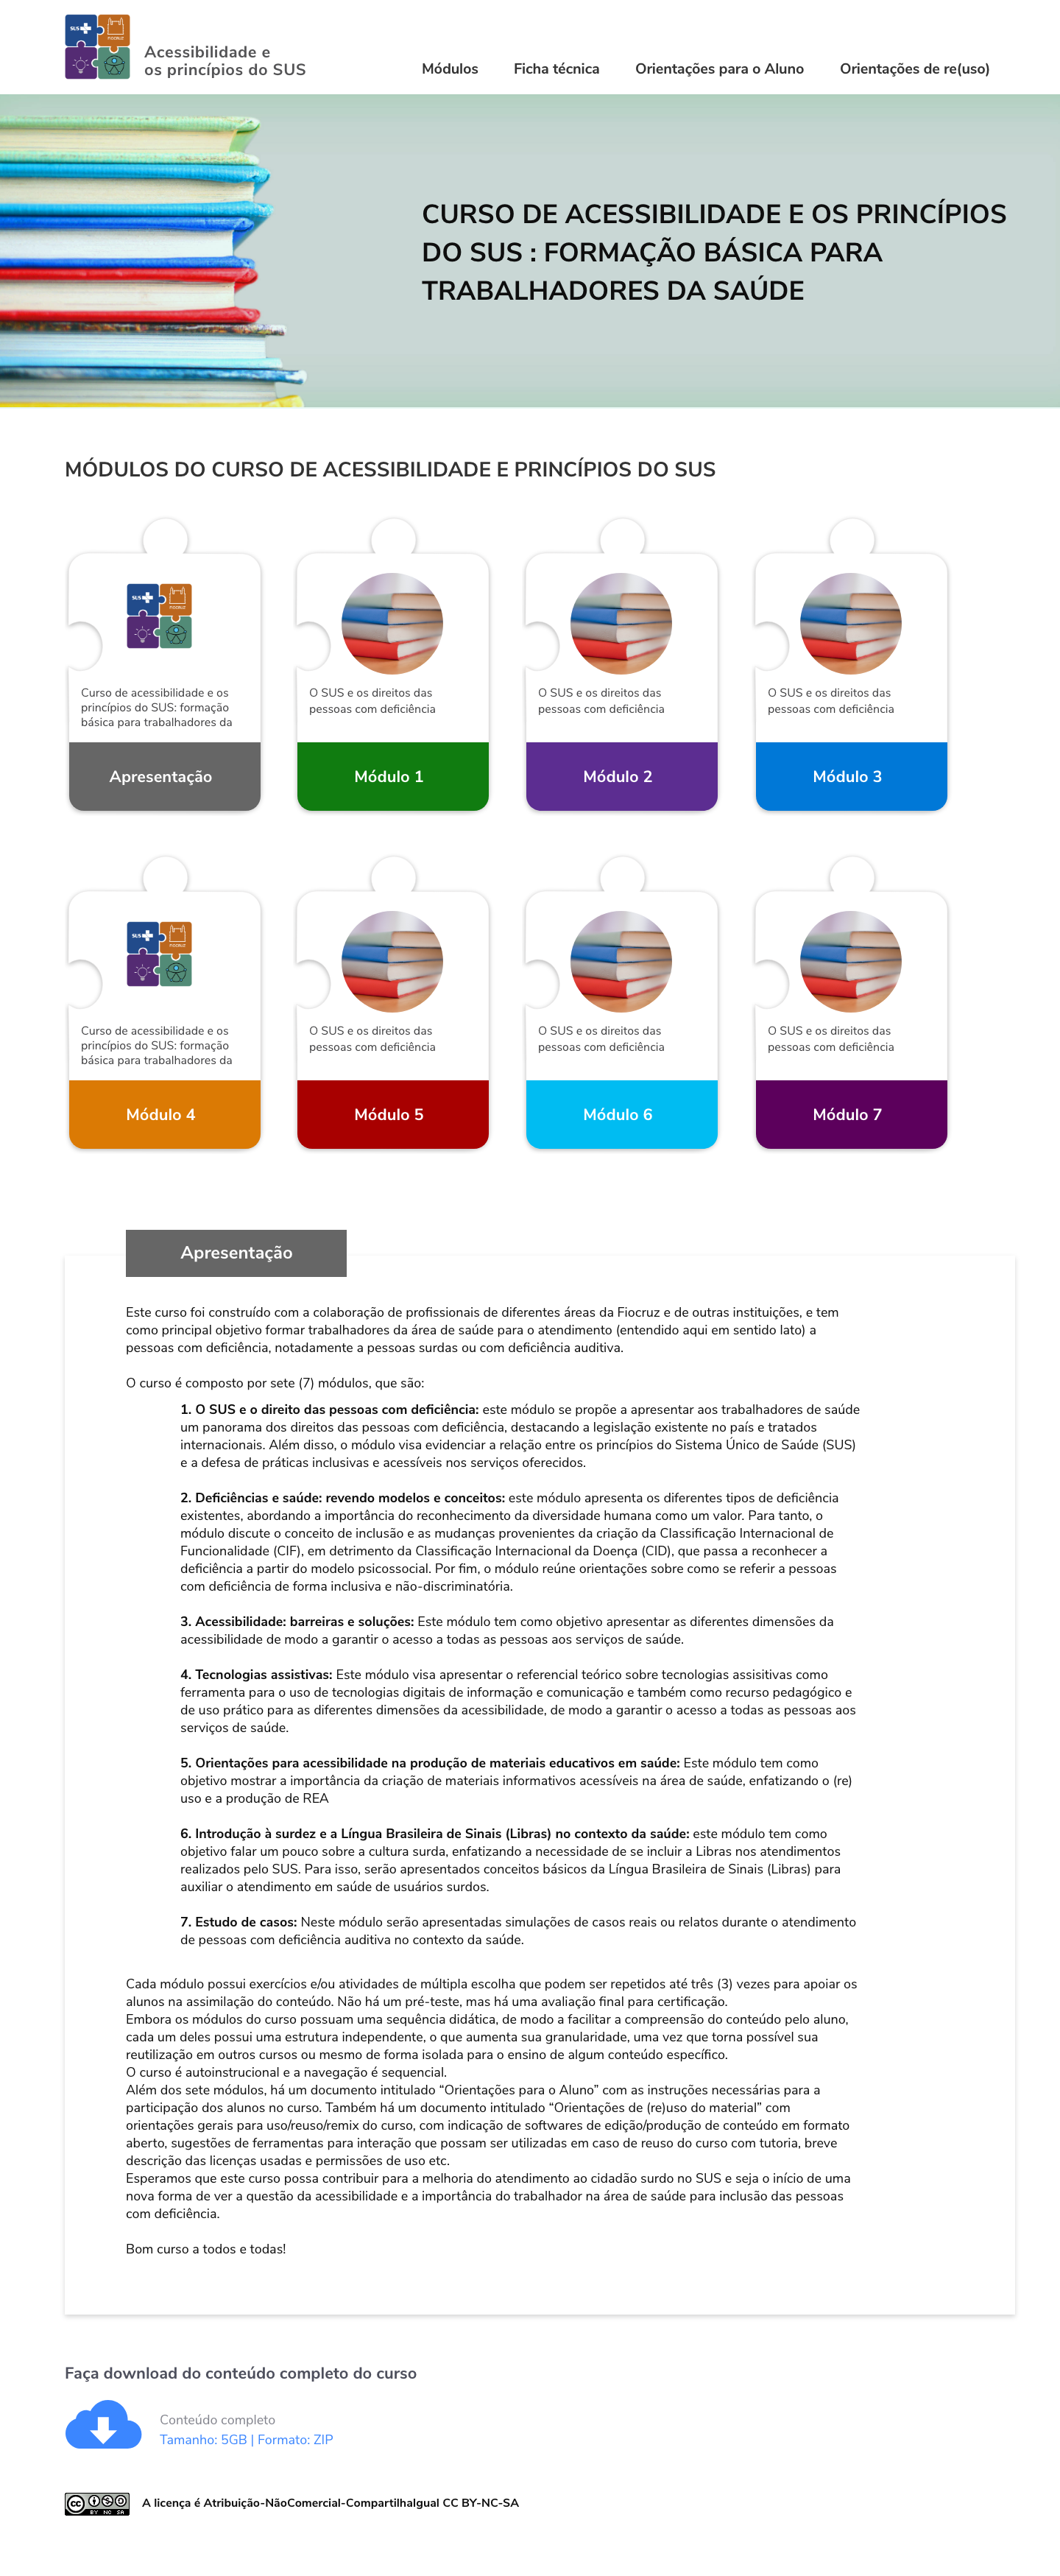 SUS
FIOCRUZ
Acessibilidade e
os princípios do SUS
Módulos
Ficha técnica
Orientações para o Aluno
Orientações de re(uso)
CURSO DE ACESSIBILIDADE E OS PRINCÍPIOS
DO SUS : FORMAÇÃO BÁSICA PARA
TRABALHADORES DA SAÚDE
MÓDULOS DO CURSO DE ACESSIBILIDADE E PRINCÍPIOS DO SUS
SUS
FIOCRUZ
Curso de acessibilidade e os
princípios do SUS: formação
básica para trabalhadores da
Apresentação
O SUS e os direitos das
pessoas com deficiência
Módulo 1
O SUS e os direitos das
pessoas com deficiência
Módulo 2
O SUS e os direitos das
pessoas com deficiência
Módulo 3
SUS
FIOCRUZ
Curso de acessibilidade e os
princípios do SUS: formação
básica para trabalhadores da
Módulo 4
O SUS e os direitos das
pessoas com deficiência
Módulo 5
O SUS e os direitos das
pessoas com deficiência
Módulo 6
O SUS e os direitos das
pessoas com deficiência
Módulo 7
Apresentação
Este curso foi construído com a colaboração de profissionais de diferentes áreas da Fiocruz e de outras instituições, e tem
como principal objetivo formar trabalhadores da área de saúde para o atendimento (entendido aqui em sentido lato) a
pessoas com deficiência, notadamente a pessoas surdas ou com deficiência auditiva.
O curso é composto por sete (7) módulos, que são:
1. O SUS e o direito das pessoas com deficiência: este módulo se propõe a apresentar aos trabalhadores de saúde
um panorama dos direitos das pessoas com deficiência, destacando a legislação existente no país e tratados
internacionais. Além disso, o módulo visa evidenciar a relação entre os princípios do Sistema Único de Saúde (SUS)
e a defesa de práticas inclusivas e acessíveis nos serviços oferecidos.
2. Deficiências e saúde: revendo modelos e conceitos: este módulo apresenta os diferentes tipos de deficiência
existentes, abordando a importância do reconhecimento da diversidade humana como um valor. Para tanto, o
módulo discute o conceito de inclusão e as mudanças provenientes da criação da Classificação Internacional de
Funcionalidade (CIF), em detrimento da Classificação Internacional da Doença (CID), que passa a reconhecer a
deficiência a partir do modelo psicossocial. Por fim, o módulo reúne orientações sobre como se referir a pessoas
com deficiência de forma inclusiva e não-discriminatória.
3. Acessibilidade: barreiras e soluções: Este módulo tem como objetivo apresentar as diferentes dimensões da
acessibilidade de modo a garantir o acesso a todas as pessoas aos serviços de saúde.
4. Tecnologias assistivas: Este módulo visa apresentar o referencial teórico sobre tecnologias assisitivas como
ferramenta para o uso de tecnologias digitais de informação e comunicação e também como recurso pedagógico e
de uso prático para as diferentes dimensões da acessibilidade, de modo a garantir o acesso a todas as pessoas aos
serviços de saúde.
5. Orientações para acessibilidade na produção de materiais educativos em saúde: Este módulo tem como
objetivo mostrar a importância da criação de materiais informativos acessíveis na área de saúde, enfatizando o (re)
uso e a produção de REA
6. Introdução à surdez e a Língua Brasileira de Sinais (Libras) no contexto da saúde: este módulo tem como
objetivo falar um pouco sobre a cultura surda, enfatizando a necessidade de se incluir a Libras nos atendimentos
realizados pelo SUS. Para isso, serão apresentados conceitos básicos da Língua Brasileira de Sinais (Libras) para
auxiliar o atendimento em saúde de usuários surdos.
7. Estudo de casos: Neste módulo serão apresentadas simulações de casos reais ou relatos durante o atendimento
de pessoas com deficiência auditiva no contexto da saúde.
Cada módulo possui exercícios e/ou atividades de múltipla escolha que podem ser repetidos até três (3) vezes para apoiar os
alunos na assimilação do conteúdo. Não há um pré-teste, mas há uma avaliação final para certificação.
Embora os módulos do curso possuam uma sequência didática, de modo a facilitar a compreensão do conteúdo pelo aluno,
cada um deles possui uma estrutura independente, o que aumenta sua granularidade, uma vez que torna possível sua
reutilização em outros cursos ou mesmo de forma isolada para o ensino de algum conteúdo específico.
O curso é autoinstrucional e a navegação é sequencial.
Além dos sete módulos, há um documento intitulado “Orientações para o Aluno” com as instruções necessárias para a
participação dos alunos no curso. Também há um documento intitulado “Orientações de (re)uso do material” com
orientações gerais para uso/reuso/remix do curso, com indicação de softwares de edição/produção de conteúdo em formato
aberto, sugestões de ferramentas para interação que possam ser utilizadas em caso de reuso do curso com tutoria, breve
descrição das licenças usadas e permissões de uso etc.
Esperamos que este curso possa contribuir para a melhoria do atendimento ao cidadão surdo no SUS e seja o início de uma
nova forma de ver a questão da acessibilidade e a importância do trabalhador na área de saúde para inclusão das pessoas
com deficiência.
Bom curso a todos e todas!
Faça download do conteúdo completo do curso
Conteúdo completo
Tamanho: 5GB | Formato: ZIP
cc
BY NC SA
A licença é Atribuição-NãoComercial-CompartilhaIgual CC BY-NC-SA